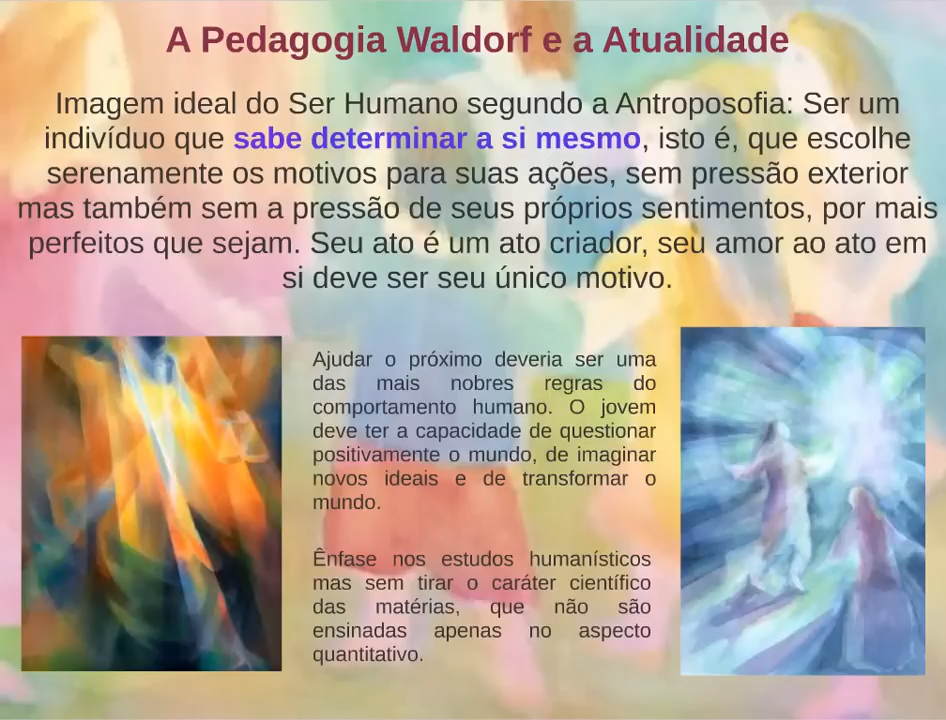 A Pedagogia Waldorf e a Atualidade
Imagem ideal do Ser Humano segundo a Antroposofia: Ser um
indivíduo que sabe determinar a si mesmo, isto é, que escolhe
serenamente os motivos para suas ações, sem pressão exterior
mas também sem a pressão de seus próprios sentimentos, por mais
perfeitos que sejam. Seu ato é um ato criador, seu amor ao ato em
si deve ser seu único motivo.
Ajudar o próximo deveria ser uma
das mais nobres regras do
comportamento humano. O jovem
deve ter a capacidade de questionar
positivamente o mundo, de imaginar
novos ideais e de transformar o
mundo.
Ênfase nos estudos humanísticos
mas sem tirar o caráter científico
das matérias, que não são
ensinadas apenas no aspecto
quantitativo.